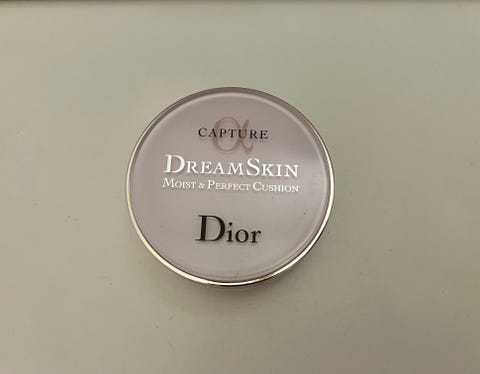 α
CAPTURE
DREAMSKIN
MOIST & PERFECT CUSHION
Dior